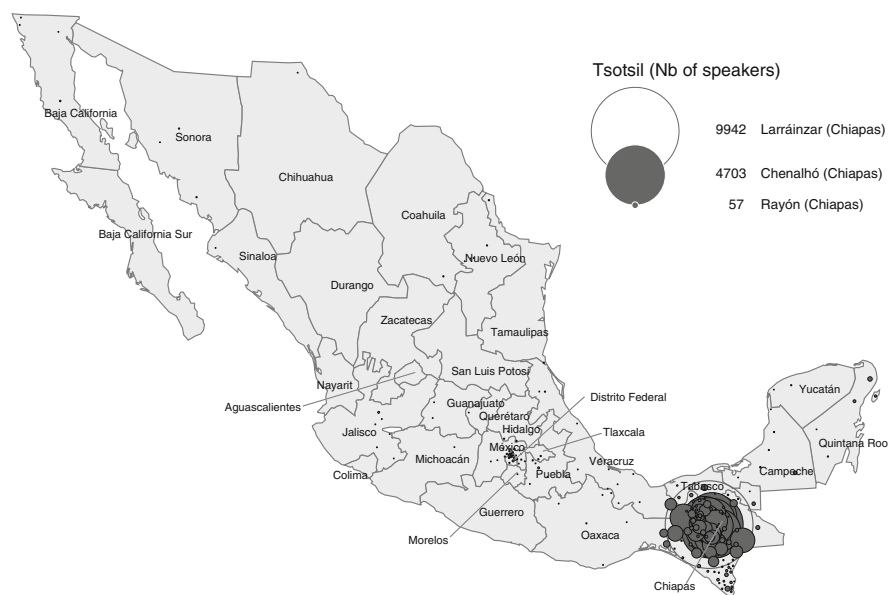 Tsotsil (Nb of speakers)
9942 Larráinzar (Chiapas)
4703 Chenalhó (Chiapas)
57 Rayón (Chiapas)
Baja California
Sonora
Chihuahua
Coahuila
Baja California Sur
Sinaloa
Nuevo León
Durango
Zacatecas
Tamaulipas
San Luis Potosí
Nayarit
Yucatán
Aguascalientes
Guanajuato
Distrito Federal
Querétaro
Hidalgo
Jalisco
Tlaxcala
Quintana Roo
México
Michoacán
Veracruz
Colima
Puebla
Campeche
Tabasco
Guerrero
Morelos
Oaxaca
Chiapas